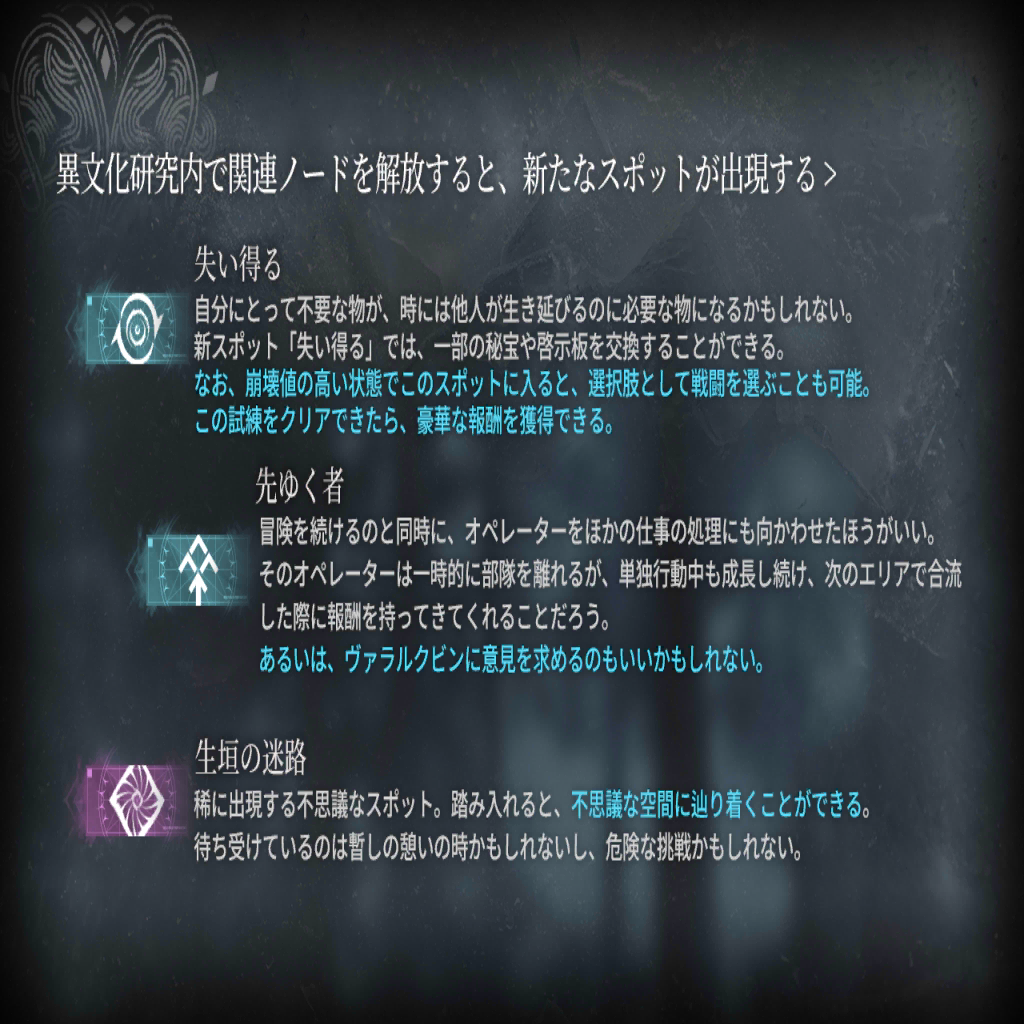 異文化研究内で関連ノードを解放すると、新たなスポットが出現する>
失い得る
自分にとって不要な物が、時には他人が生き延びるのに必要な物になるかもしれない。
新スポット「失い得る」では、一部の秘宝や啓示板を交換することができる。
なお、崩壊値の高い状態でこのスポットに入ると、選択肢として戦闘を選ぶことも可能。
この試練をクリアできたら、豪華な報酬を獲得できる。
先ゆく者
冒険を続けるのと同時に、オペレーターをほかの仕事の処理にも向かわせたほうがいい。
そのオペレーターは一時的に部隊を離れるが、単独行動中も成長し続け、次のエリアで合流
した際に報酬を持ってきてくれることだろう。
あるいは、ヴァラルクビンに意見を求めるのもいいかもしれない。
生垣の迷路
稀に出現する不思議なスポット。踏み入れると、不思議な空間に辿り着くことができる。
待ち受けているのは暫しの憩いの時かもしれないし、危険な挑戦かもしれない。